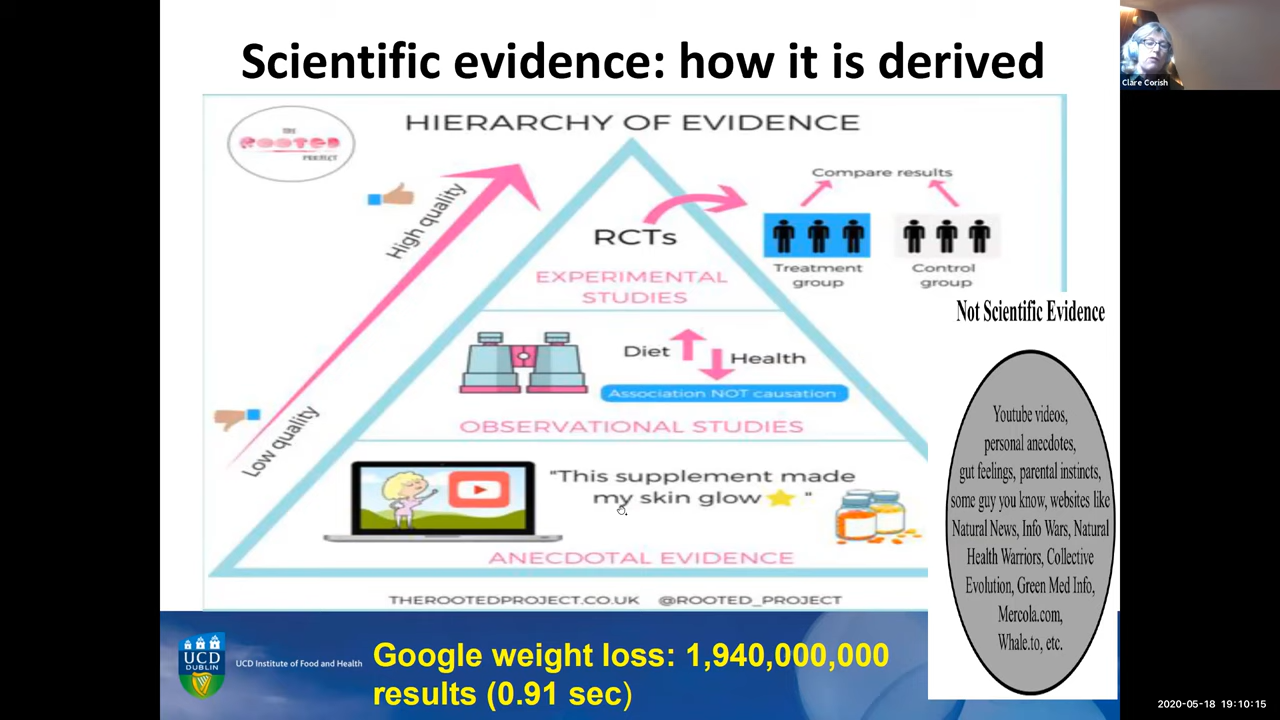 Scientific evidence: how it is derived
Clare Corish
THE
ROOTED
PROJECT
HIERARCHY OF EVIDENCE
High quality
Low quality
RCTs
EXPERIMENTAL
STUDIES
Compare results
Treatment
group
Control
group
Diet
Health
Association NOT causation
OBSERVATIONAL STUDIES
"This supplement made
my skin glow "
ANECDOTAL EVIDENCE
THEROOTEDPROJECT.CO.UK @ROOTED_PROJECT
Not Scientific Evidence
Youtube videos,
personal anecdotes,
gut feelings, parental instincts,
some guy you know, websites like
Natural News, Info Wars, Natural
Health Warriors, Collective
Evolution, Green Med Info,
Mercola.com,
Whale.to, etc.
UCD
DUBLIN
UCD Institute of Food and Health
Google weight loss: 1,940,000,000
results (0.91 sec)
2020-05-18 19:10:15